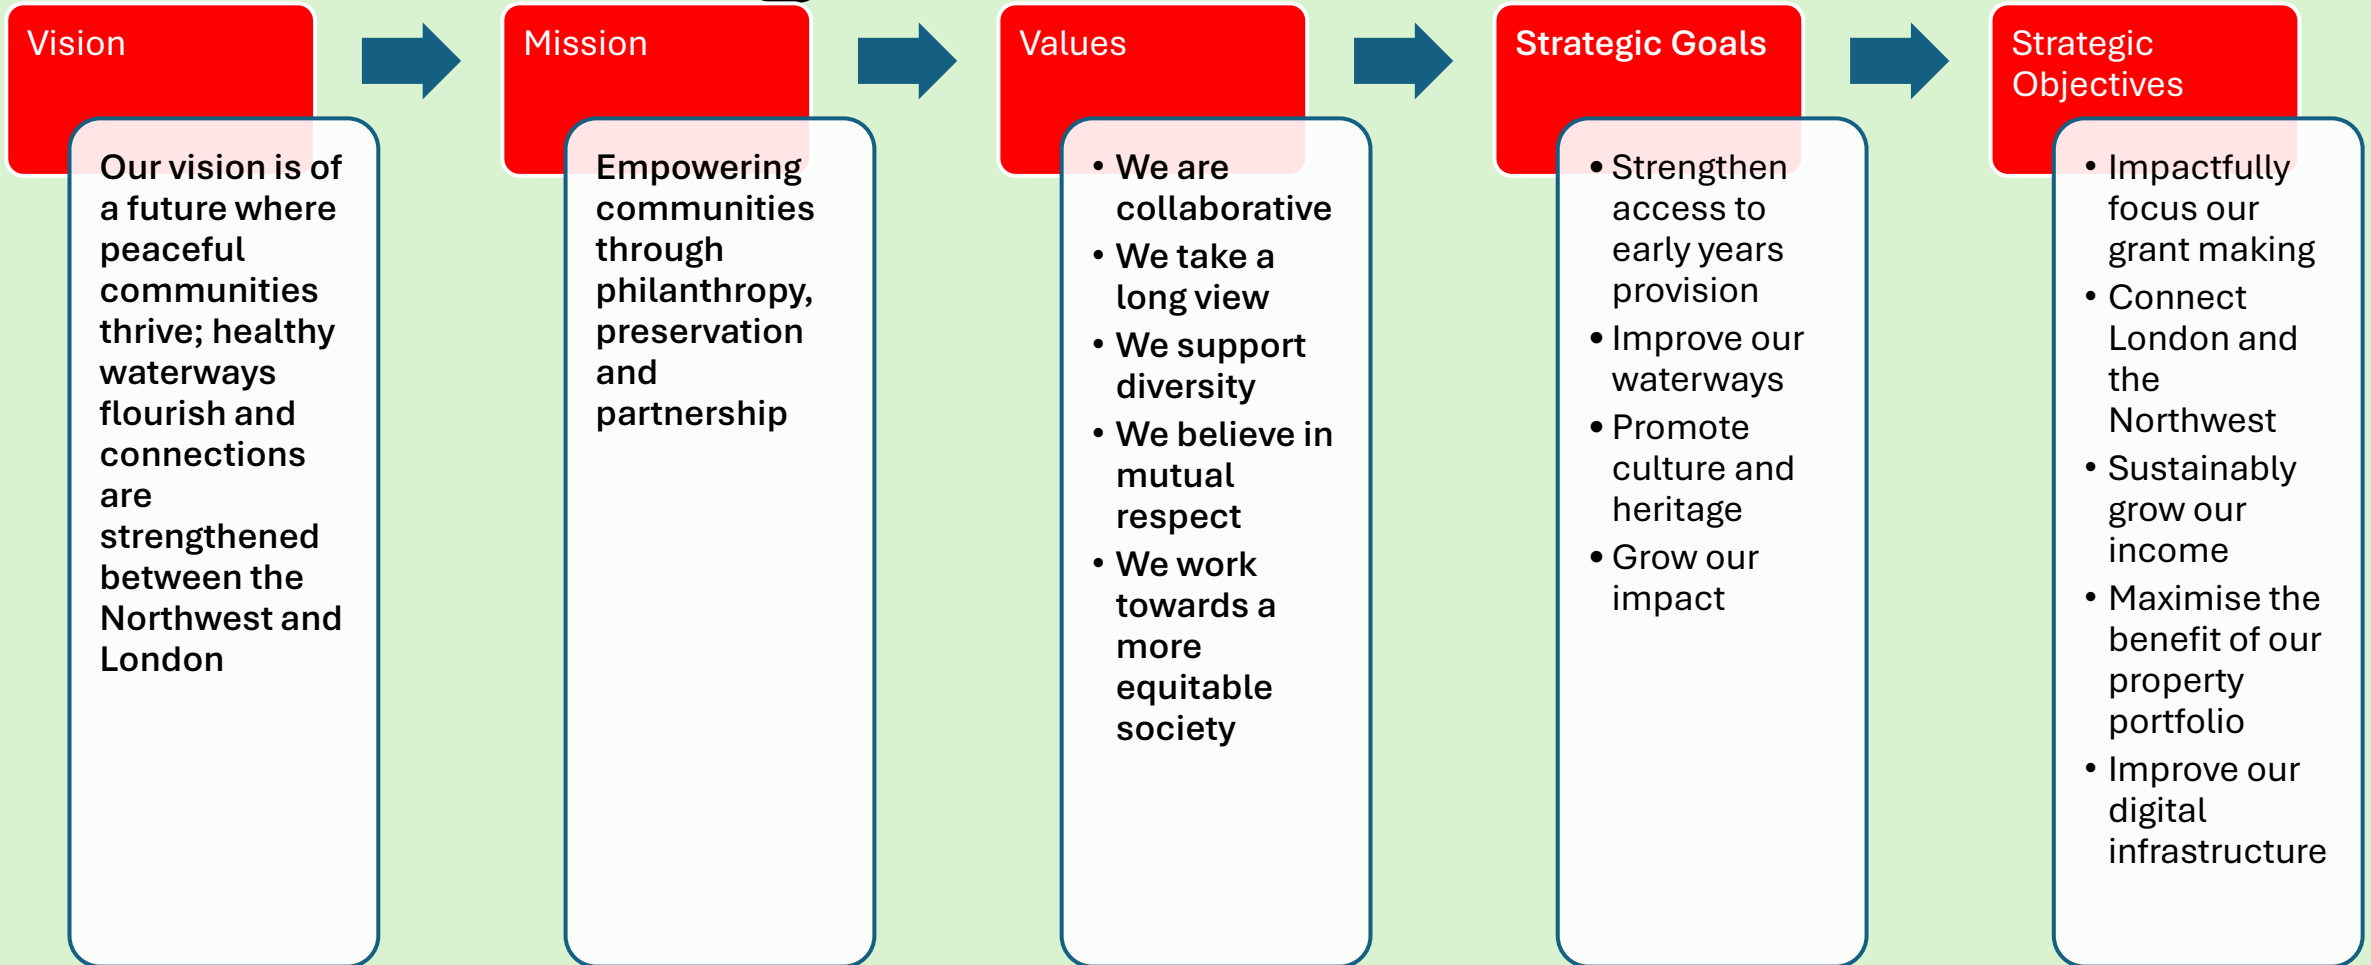 Vision
Our vision is of
a future where
peaceful
communities
thrive; healthy
waterways
flourish and
connections
are
strengthened
between the
Northwest and
London
Mission
Empowering
communities
through
philanthropy,
preservation
and
partnership
Values
• We are
collaborative
• We take a
long view
• We support
diversity
• We believe in
mutual
respect
• We work
towards a
more
equitable
society
Strategic Goals
• Strengthen
access to
early years
provision
• Improve our
waterways
• Promote
culture and
heritage
• Grow our
impact
Strategic
Objectives
• Impactfully
focus our
grant making
• Connect
London and
the
Northwest
• Sustainably
grow our
income
• Maximise the
benefit of our
property
portfolio
• Improve our
digital
infrastructure